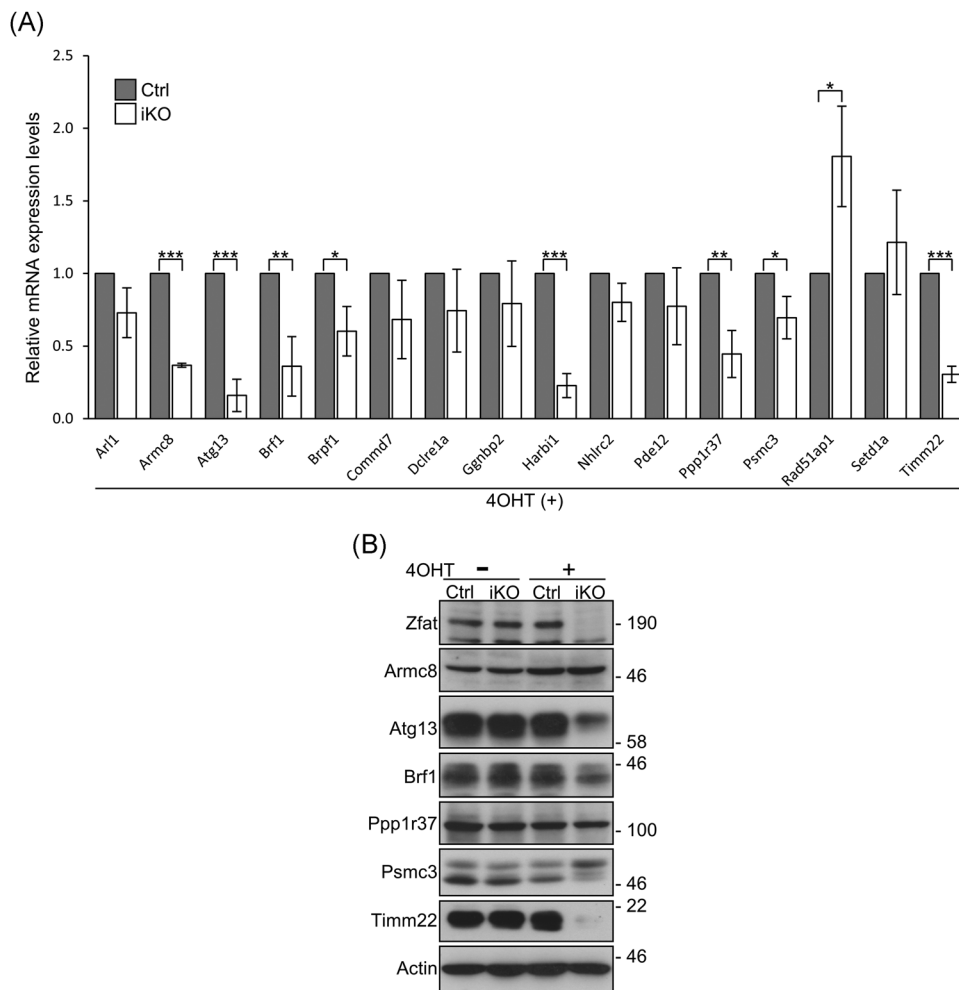 (A)
2.5
2.0
1.5
1.0
0.5
0.0
Relative mRNA expression levels
Ctrl
iKO
***
***
**
*
***
**
*
*
***
Arl1
Armc8
Atg13
Brf1
Brpf1
Commd7
Dclre1a
Ggnbp2
Harbi1
Nhlrc2
Pde12
Ppp1r37
Psmc3
Rad51ap1
Setd1a
Timm22
4OHT (+)
(B)
4OHT - +
Ctrl iKO Ctrl iKO
Zfat - 190
Armc8 - 46
Atg13 - 58
Brf1 - 46
Ppp1r37 - 100
Psmc3 - 46
Timm22 - 22
Actin - 46